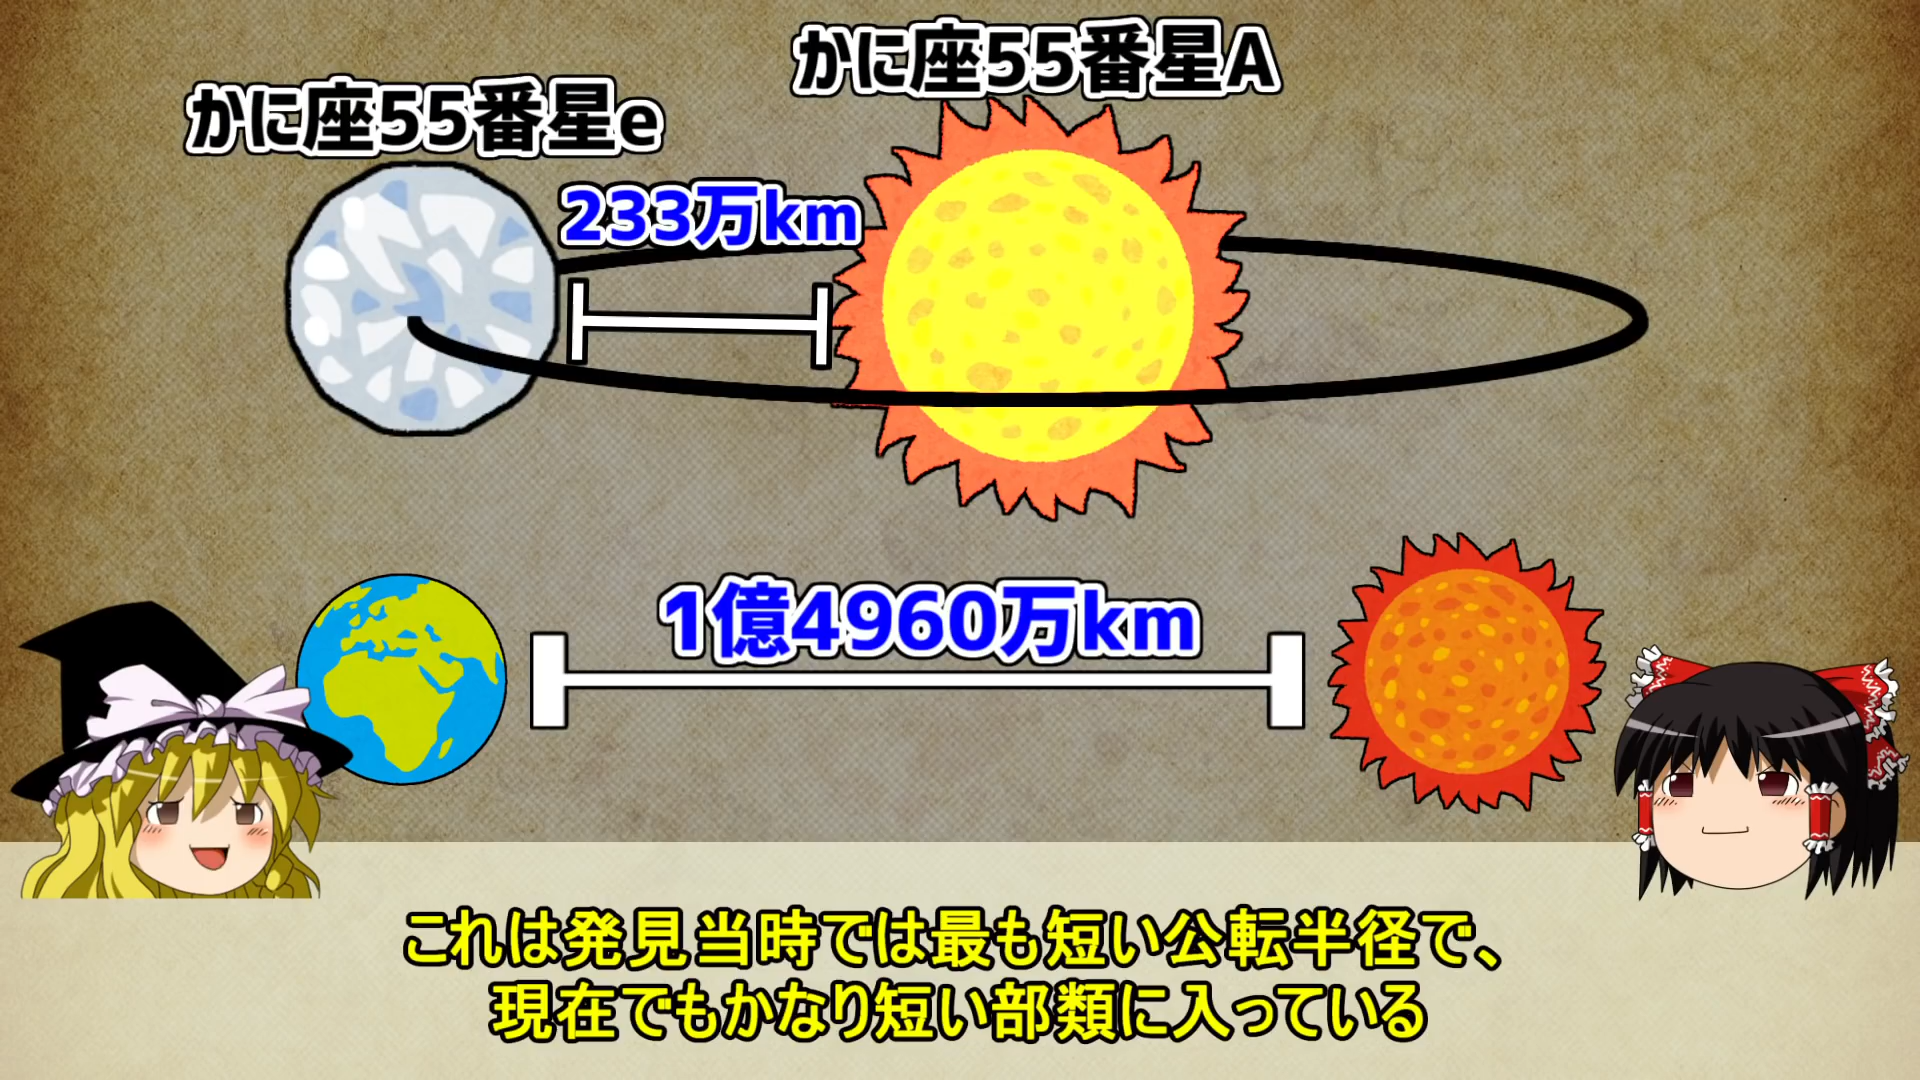 かに座55番星A
かに座55番星e
233万km
1億4960万km
これは発見当時では最も短い公転半径で、
現在でもかなり短い部類に入っている